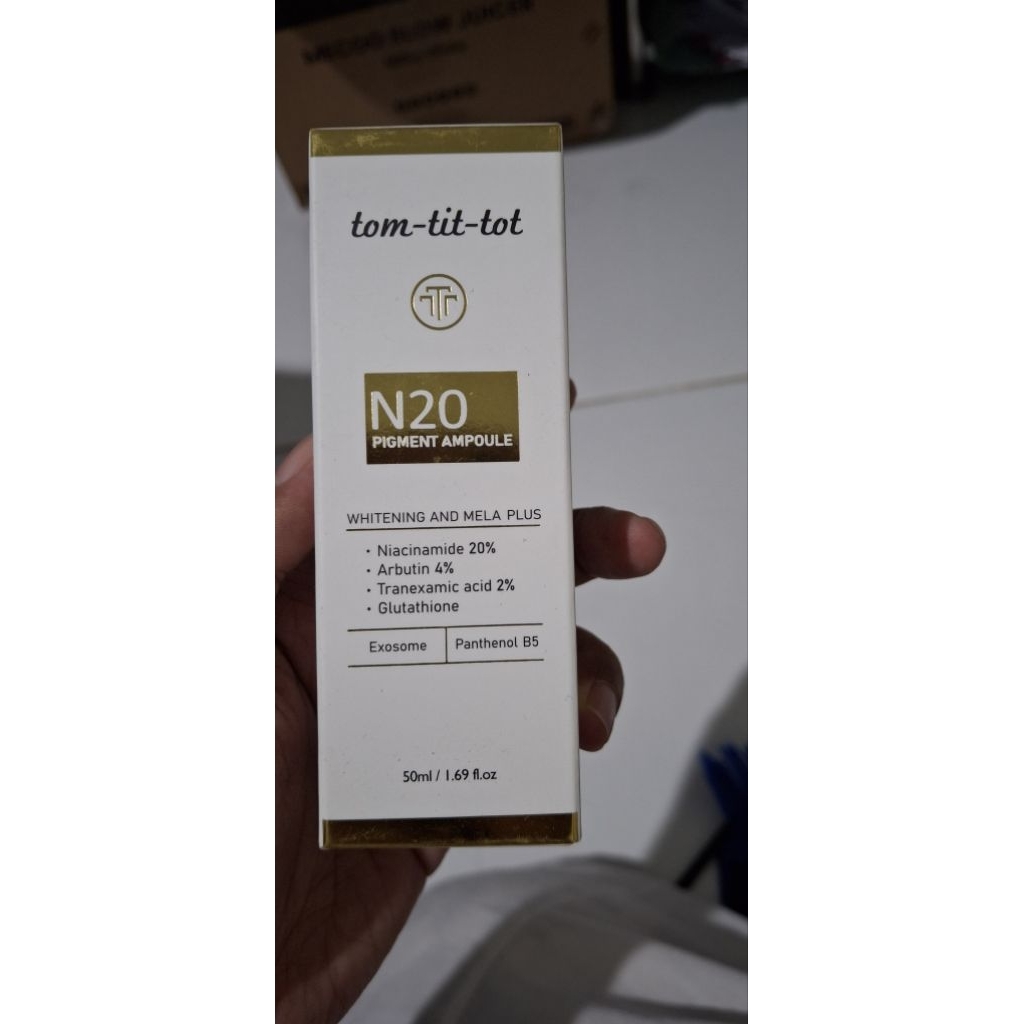 tom-tit-tot
N20
PIGMENT AMPOULE
WHITENING AND MELA PLUS
• Niacinamide 20%
• Arbutin 4%
• Tranexamic acid 2%
• Glutathione
Exosome
Panthenol B5
50ml / 1.69 fl.oz